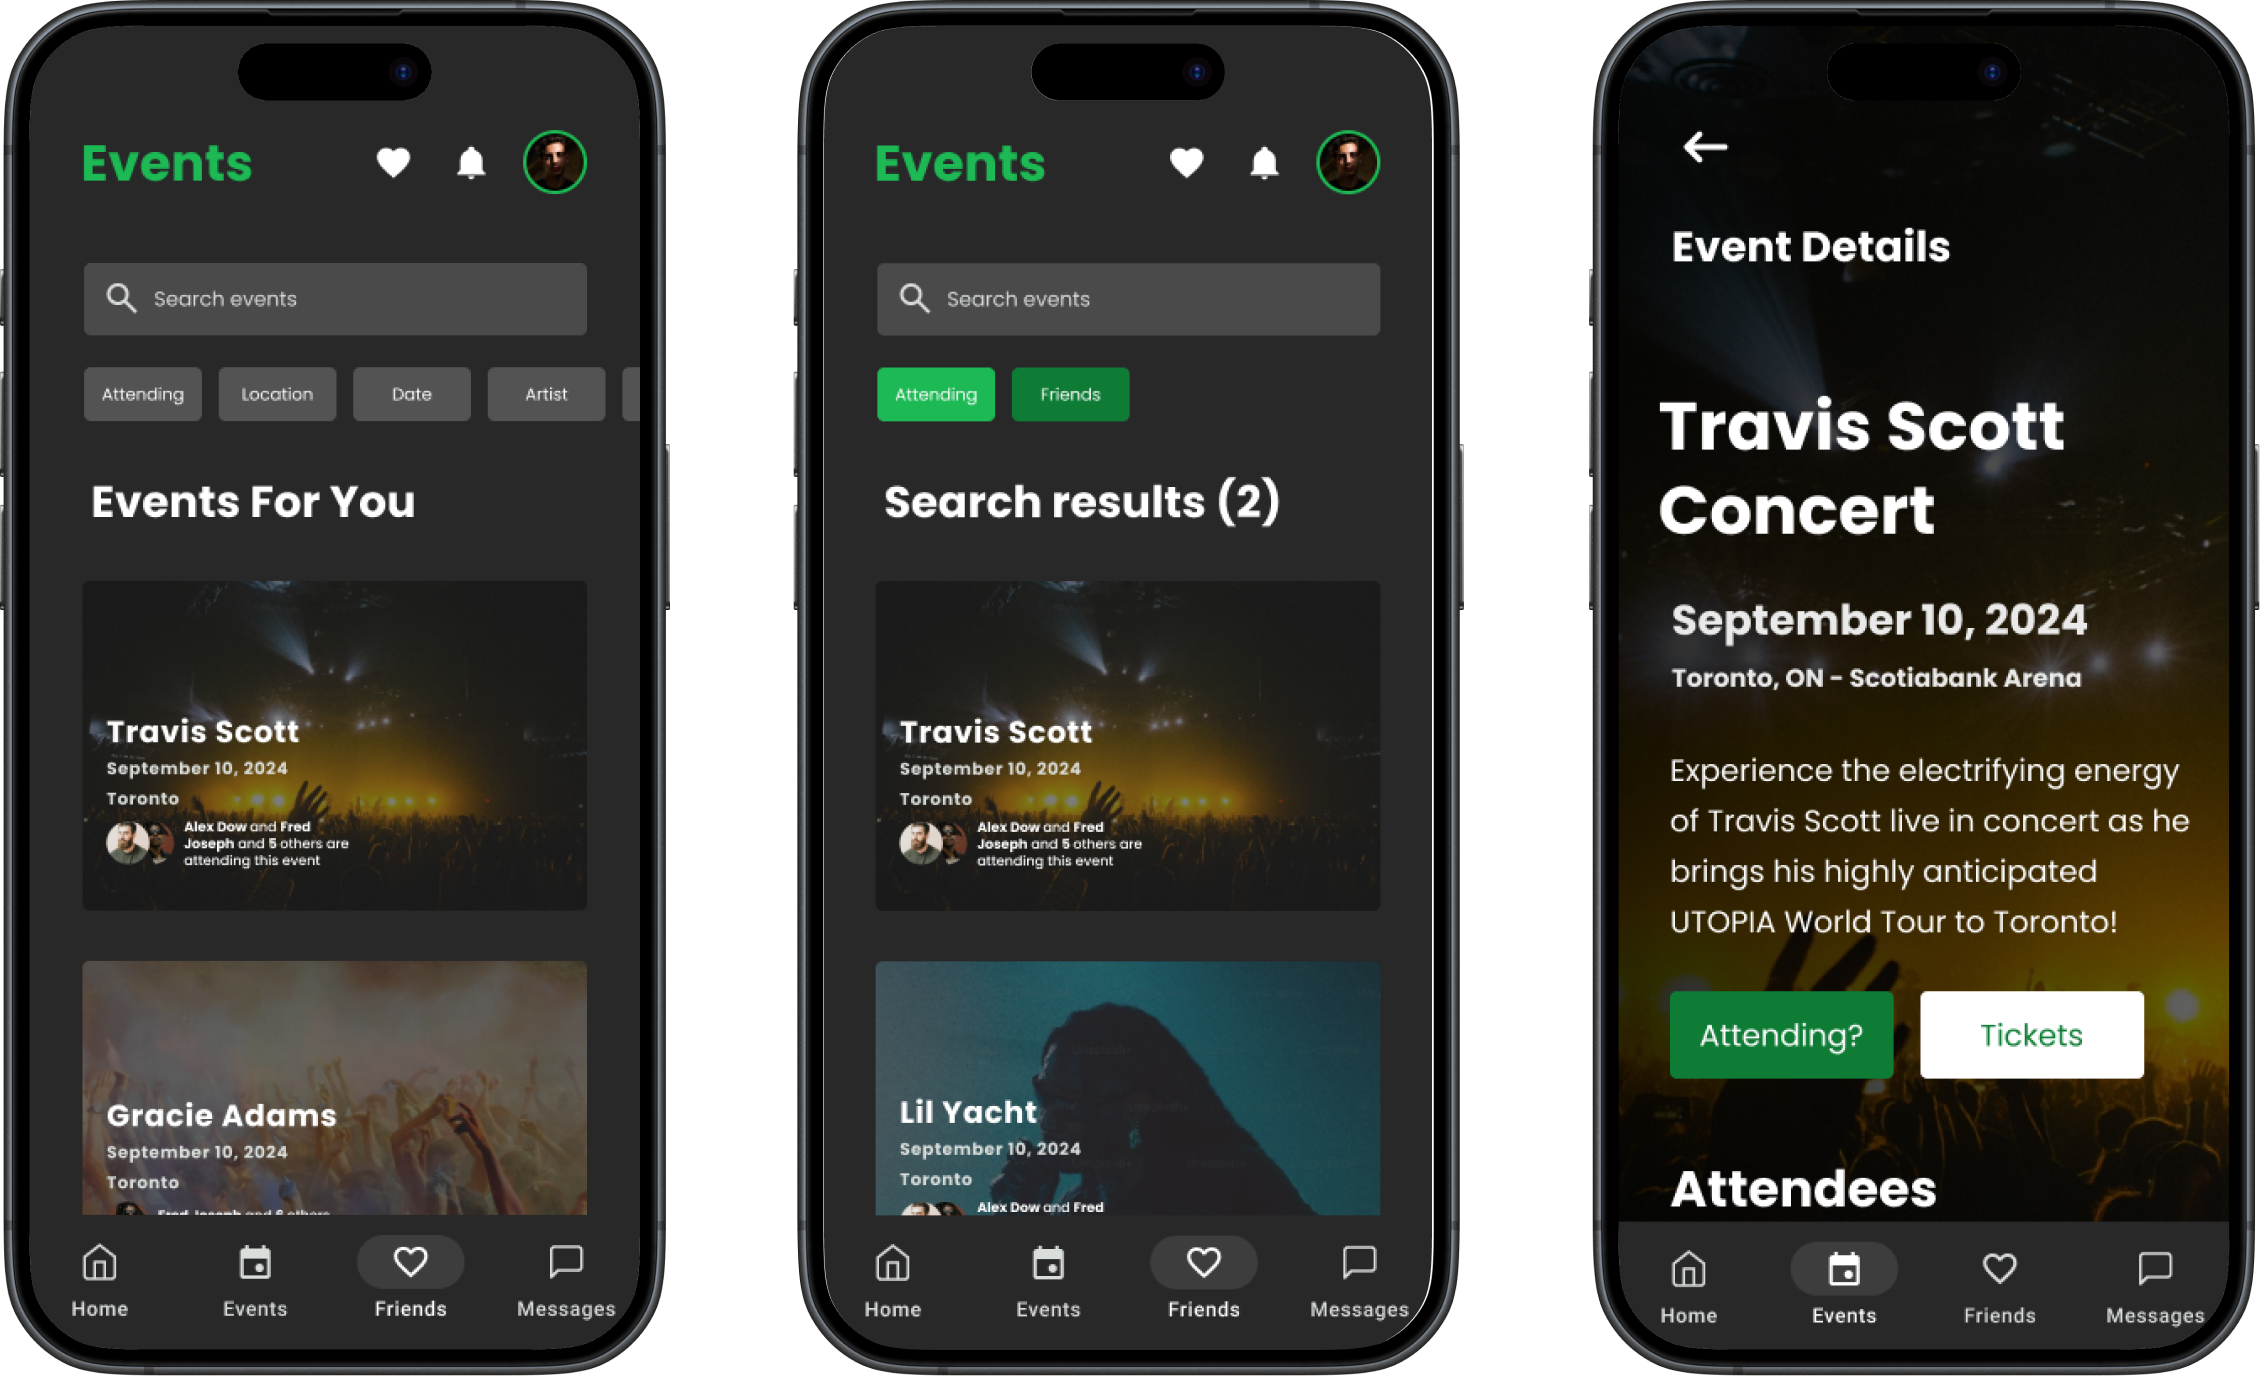 Events
Search events
Attending Location Date Artist
Events For You
Travis Scott
September 10, 2024
Toronto
Alex Dow and Fred
Joseph and 5 others are
attending this event
Gracie Adams
September 10, 2024
Toronto
Fred Joseph and 6 others
Home Events Friends Messages
Events
Search events
Attending Friends
Search results (2)
Travis Scott
September 10, 2024
Toronto
Alex Dow and Fred
Joseph and 5 others are
attending this event
Lil Yacht
September 10, 2024
Toronto
Alex Dow and Fred
Home Events Friends Messages
Event Details
Travis Scott
Concert
September 10, 2024
Toronto, ON - Scotiabank Arena
Experience the electrifying energy
of Travis Scott live in concert as he
brings his highly anticipated
UTOPIA World Tour to Toronto!
Attending? Tickets
Attendees
Home Events Friends Messages